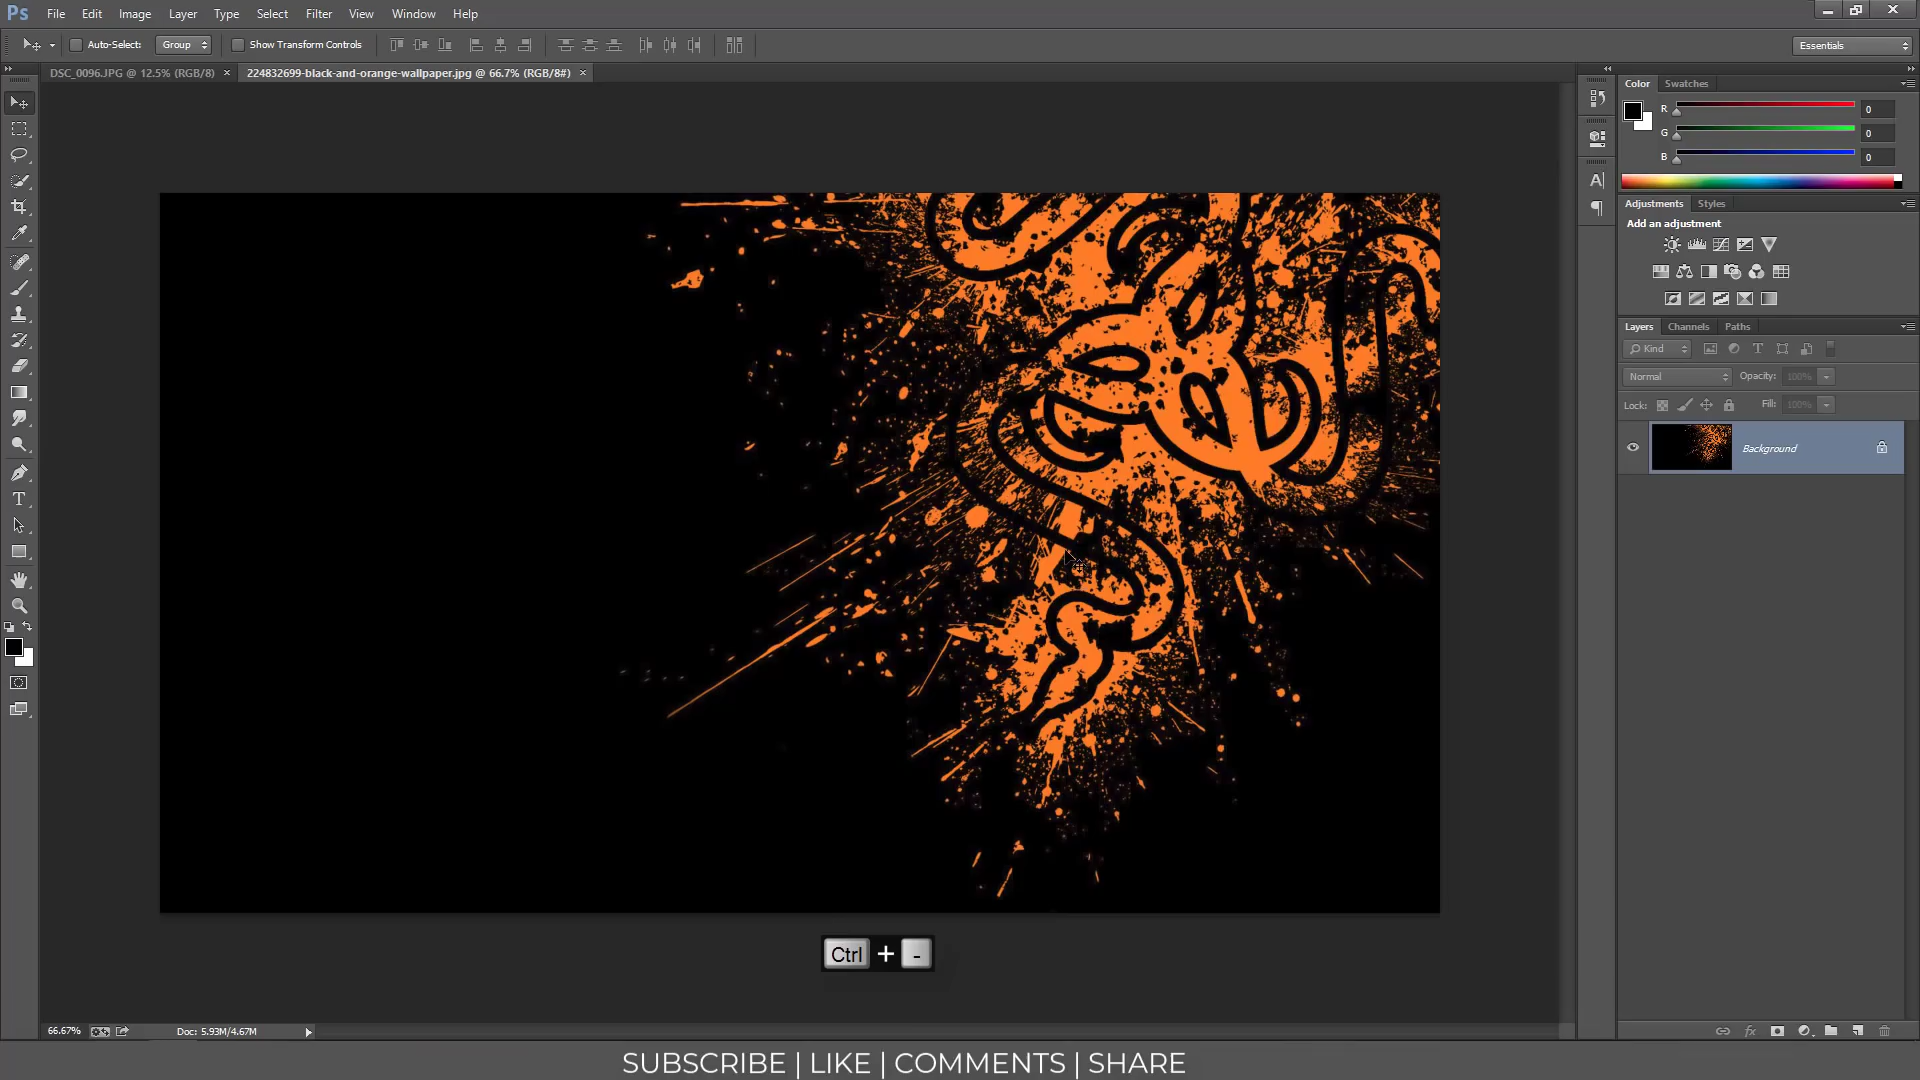 Ps File Edit Image Layer Type Select Filter View Window Help
Auto-Select: Group Show Transform Controls Essentials
DSC_0096.JPG @ 12.5% (RGB/8) × 224832699-black-and-orange-wallpaper.jpg @ 66.7% (RGB/8#) ×
Color Swatches
R 0
G 0
B 0
Adjustments Styles
Add an adjustment
Layers Channels Paths
Kind
Normal Opacity: 100%
Lock: Fill: 100%
Background
Ctrl + -
66.67% Doc: 5.93M/4.67M
SUBSCRIBE | LIKE | COMMENTS | SHARE